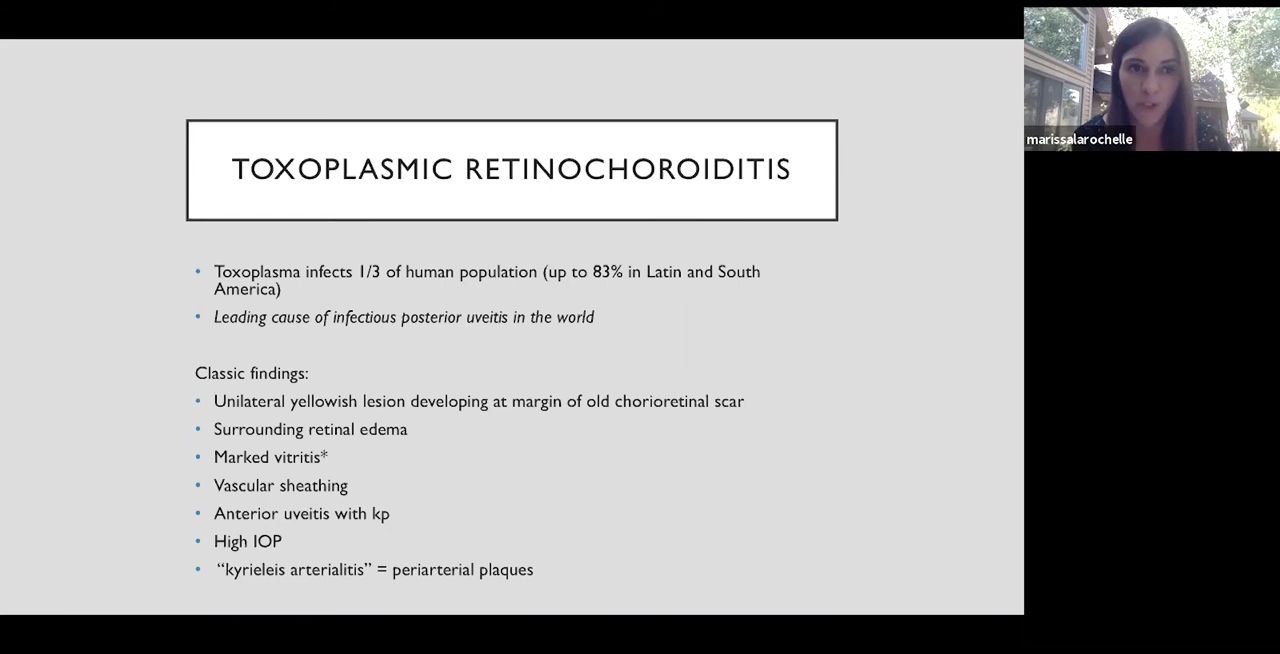 TOXOPLASMIC RETINOCHOROIDITIS
• Toxoplasma infects 1/3 of human population (up to 83% in Latin and South
America)
• Leading cause of infectious posterior uveitis in the world
Classic findings:
• Unilateral yellowish lesion developing at margin of old chorioretinal scar
• Surrounding retinal edema
• Marked vitritis*
• Vascular sheathing
• Anterior uveitis with kp
• High IOP
• “kyrieleis arterialitis” = periarterial plaques
marissalarochelle